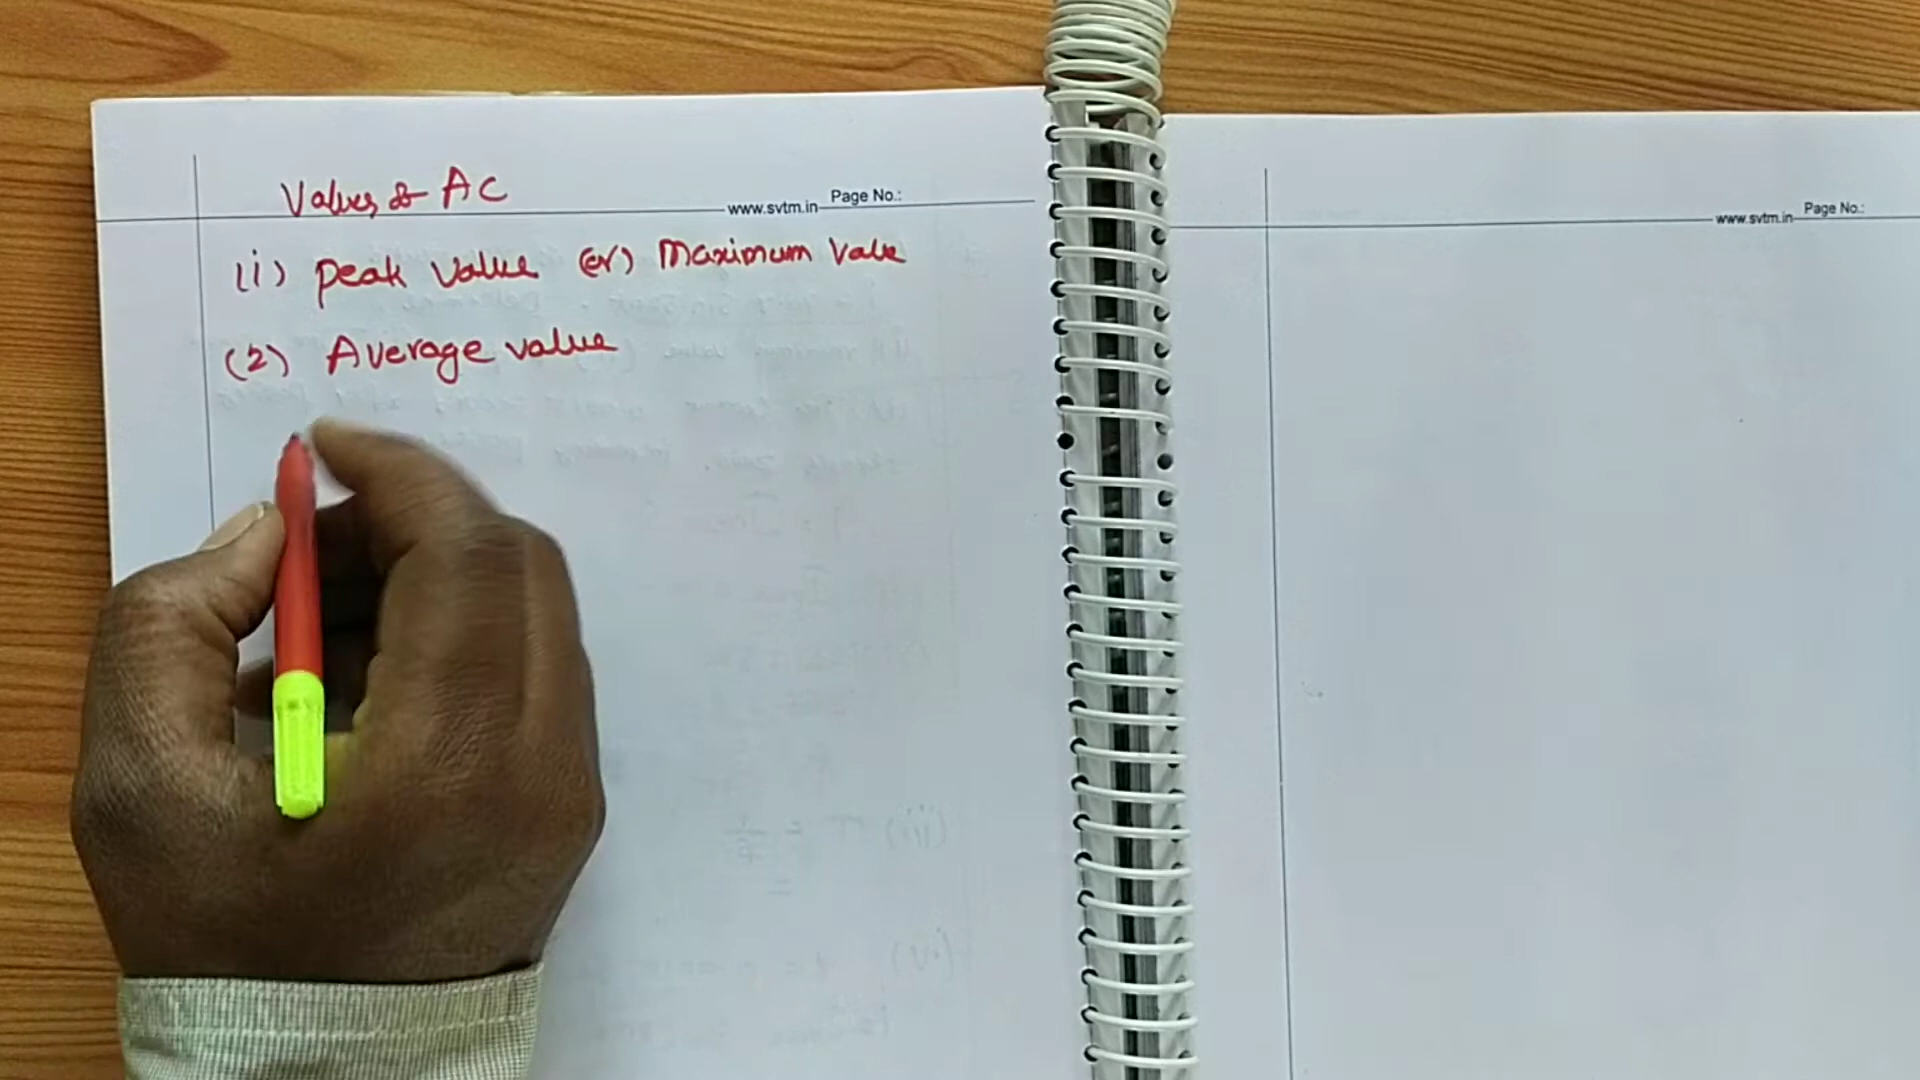 Values of AC
www.svtm.in Page No.:
(i) Peak Value (or) Maximum Value
(2) Average value
www.svtm.in Page No.: